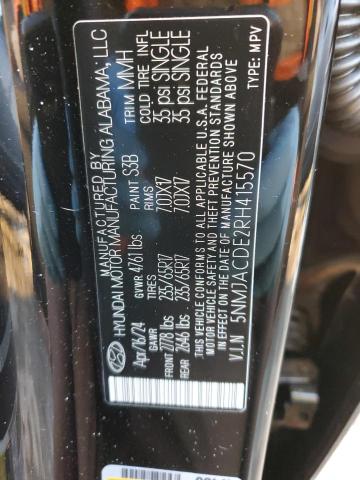 MANUFACTURED BY
HYUNDAI MOTOR MANUFACTURING ALABAMA, LLC
Apr/16/24 GVWR 4761 lbs S3B TRIM MMH
GAWR TIRES RIMS COLD TIRE INFL
FRONT 2778 lbs 235/65R17 7.0JX17 35 psi SINGLE
REAR 2646 lbs 235/65R17 7.0JX17 35 psi SINGLE
THIS VEHICLE CONFORMS TO ALL APPLICABLE U.S. FEDERAL
MOTOR VEHICLE SAFETY AND THEFT PREVENTION STANDARDS
IN EFFECT ON THE DATE OF MANUFACTURE SHOWN ABOVE
V.I.N 5NMJACDE2RH415570 TYPE: MPV